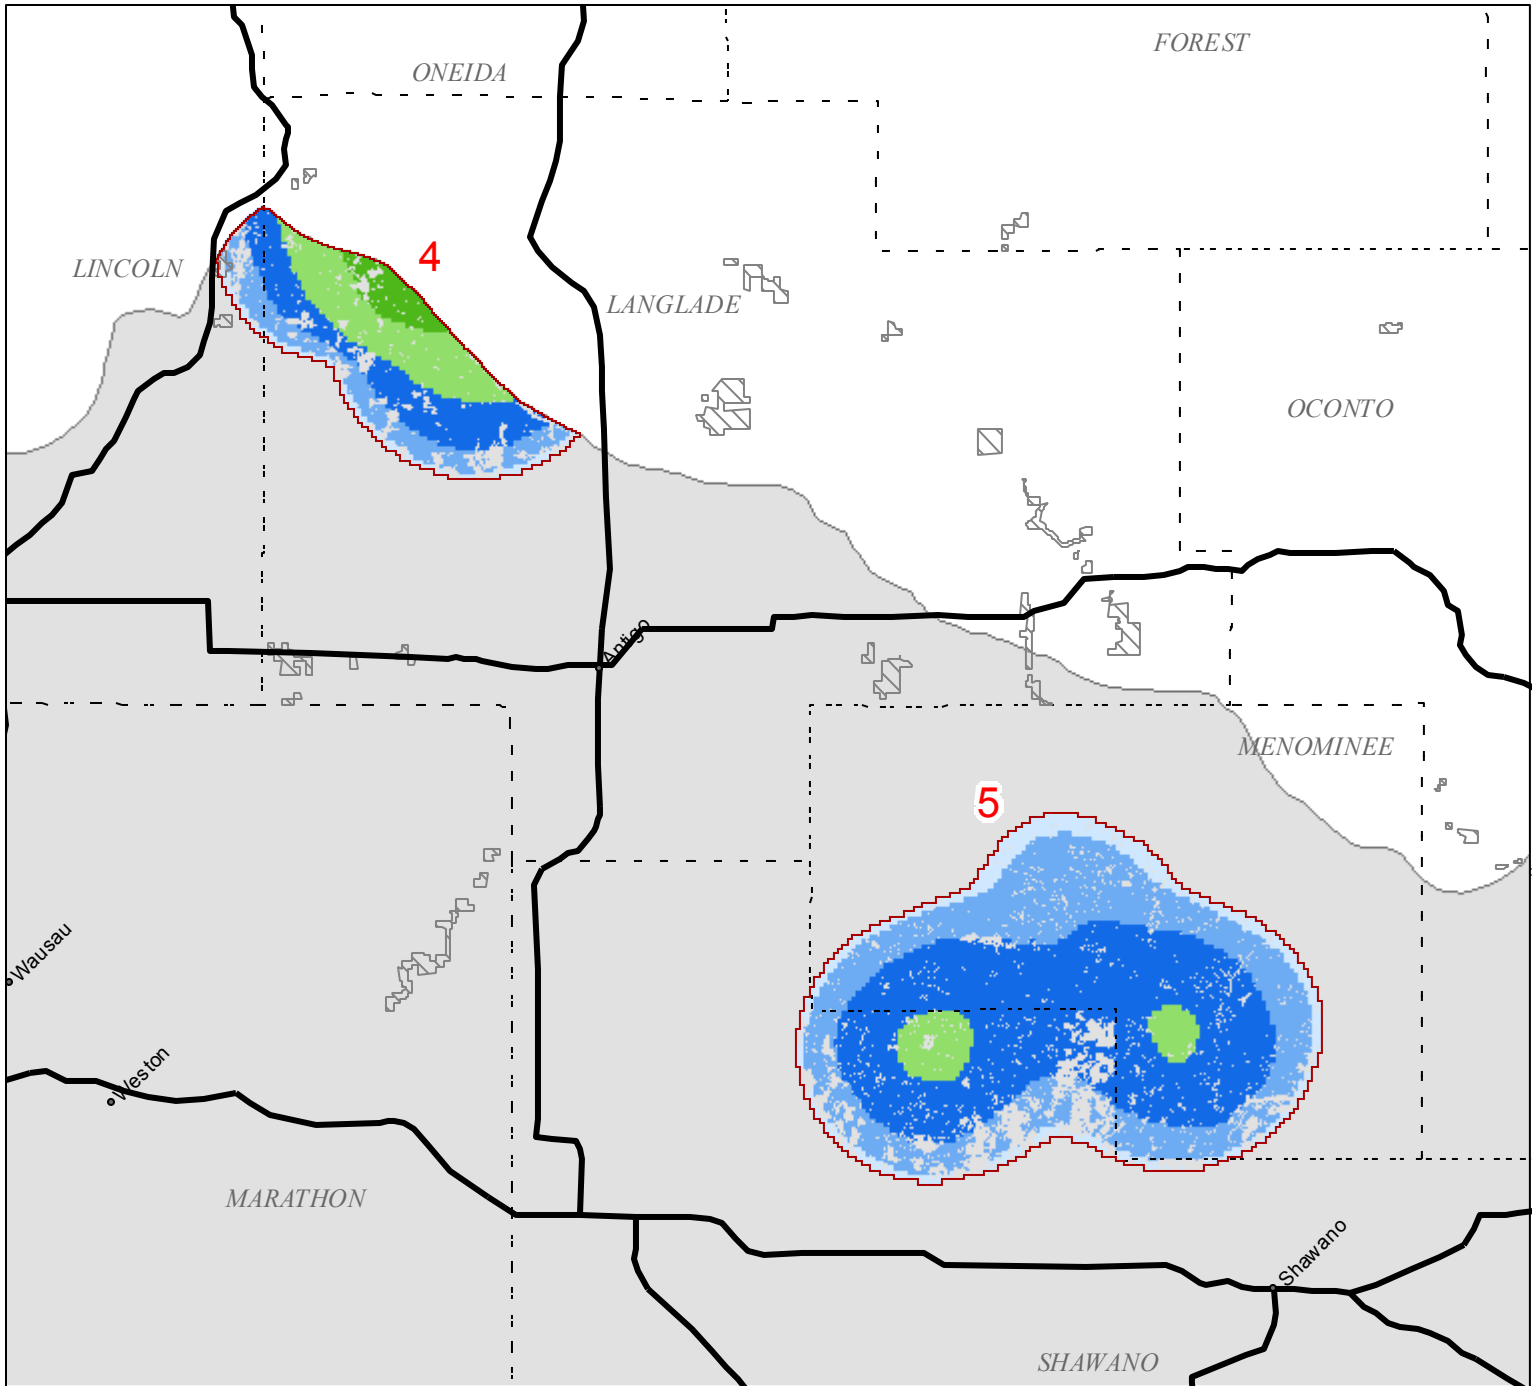 FOREST
ONEIDA
4
LINCOLN
LANGLADE
OCONTO
Antigo
MENOMINEE
5
Wausau
Weston
MARATHON
Shawano
SHAWANO